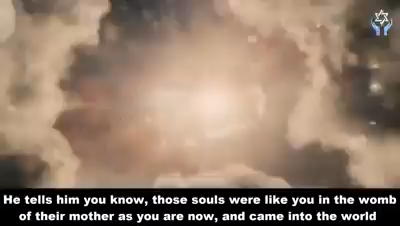 He tells him you know, those souls were like you in the womb
of their mother as you are now, and came into the world